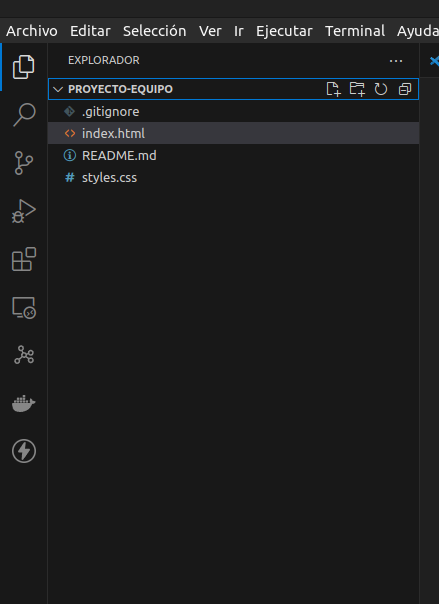 Archivo Editar Selección Ver Ir Ejecutar Terminal Ayuda
EXPLORADOR
PROYECTO-EQUIPO
.gitignore
index.html
README.md
styles.css